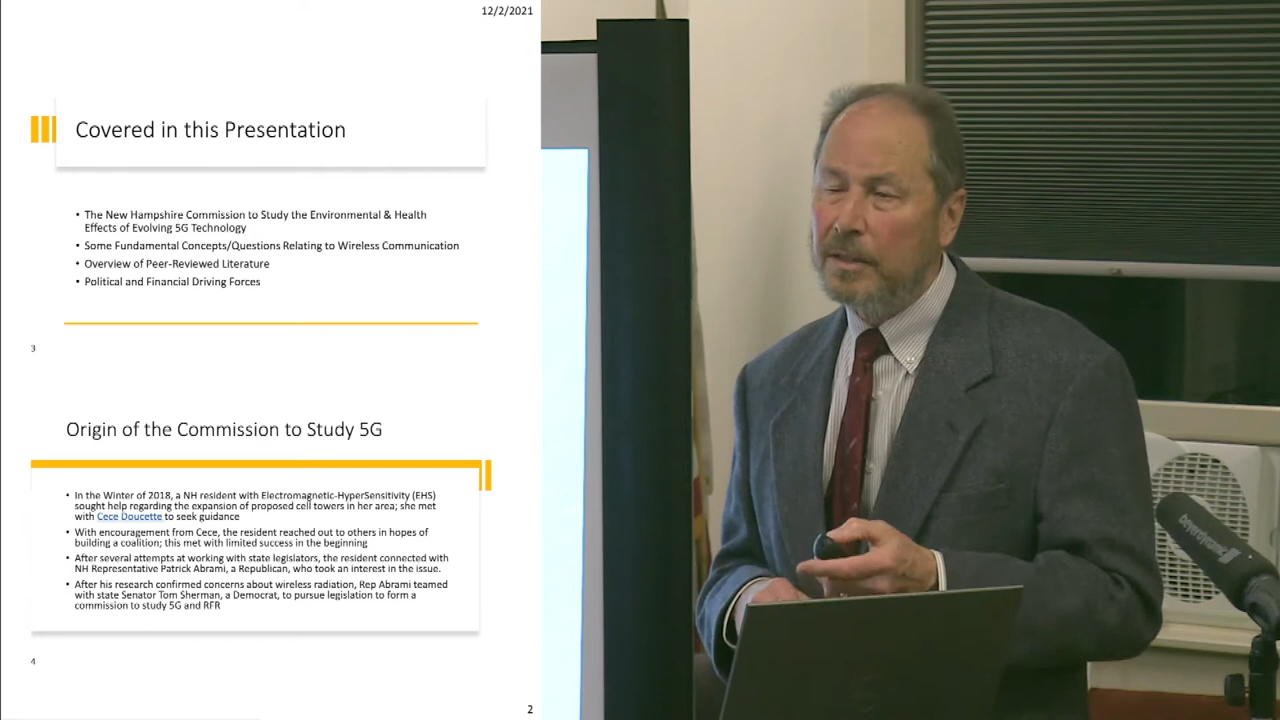 12/2/2021
Covered in this Presentation
• The New Hampshire Commission to Study the Environmental & Health
Effects of Evolving 5G Technology
• Some Fundamental Concepts/Questions Relating to Wireless Communication
• Overview of Peer-Reviewed Literature
• Political and Financial Driving Forces
3
Origin of the Commission to Study 5G
• In the Winter of 2018, a NH resident with Electromagnetic-HyperSensitivity (EHS)
sought help regarding the expansion of proposed cell towers in her area; she met
with Cece Doucette to seek guidance
• With encouragement from Cece, the resident reached out to others in hopes of
building a coalition; this met with limited success in the beginning
• After several attempts at working with state legislators, the resident connected with
NH Representative Patrick Abrami, a Republican, who took an interest in the issue.
• After his research confirmed concerns about wireless radiation, Rep Abrami teamed
with state Senator Tom Sherman, a Democrat, to pursue legislation to form a
commission to study 5G and RFR
4
2
beyerdynamic